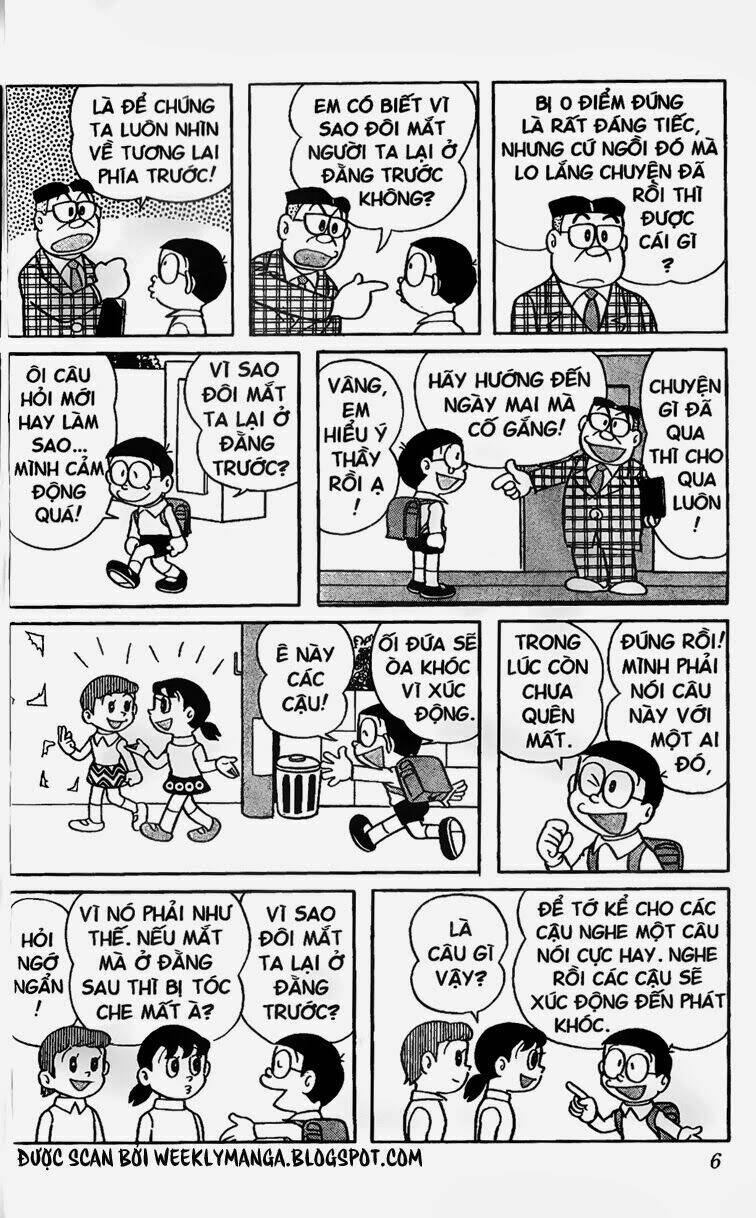 BỊ 0 ĐIỂM ĐÚNG
LÀ RẤT ĐÁNG TIẾC,
NHƯNG CỨ NGỒI ĐÓ MÀ
LO LẮNG CHUYỆN ĐÃ
RỒI THÌ
ĐƯỢC
CÁI GÌ
?
EM CÓ BIẾT VÌ
SAO ĐÔI MẮT
NGƯỜI TA LẠI Ở
ĐẰNG TRƯỚC
KHÔNG?
LÀ ĐỂ CHÚNG
TA LUÔN NHÌN
VỀ TƯƠNG LAI
PHÍA TRƯỚC!
CHUYỆN
GÌ ĐÃ
QUA
THÌ CHO
QUA
LUÔN
!
HÃY HƯỚNG ĐẾN
NGÀY MAI MÀ
CỐ GẮNG!
VÂNG,
EM
HIỂU Ý
THẦY
RỒI Ạ
!
VÌ SAO
ĐÔI MẮT
TA LẠI Ở
ĐẰNG
TRƯỚC?
ÔI CÂU
HỎI MỚI
HAY LÀM
SAO...
MÌNH CẢM
ĐỘNG
QUÁ!
ĐÚNG RỒI!
MÌNH PHẢI
NÓI CÂU
NÀY VỚI
MỘT AI
ĐÓ,
TRONG
LÚC CÒN
CHƯA
QUÊN
MẤT.
ỐI ĐỨA SẼ
ÒA KHÓC
VÌ XÚC
ĐỘNG.
Ê NÀY
CÁC
CẬU!
ĐỂ TỚ KỂ CHO CÁC
CẬU NGHE MỘT CÂU
NÓI CỰC HAY. NGHE
RỒI CÁC CẬU SẼ
XÚC ĐỘNG ĐẾN PHÁT
KHÓC.
LÀ
CÂU GÌ
VẬY?
VÌ SAO
ĐÔI MẮT
TA LẠI Ở
ĐẰNG
TRƯỚC?
VÌ NÓ PHẢI NHƯ
THẾ. NẾU MẮT
MÀ Ở ĐẰNG
SAU THÌ BỊ TÓC
CHE MẤT À?
HỎI
NGỚ
NGẨN
!
ĐƯỢC SCAN BỞI WEEKLYMANGA.BLOGSPOT.COM
6